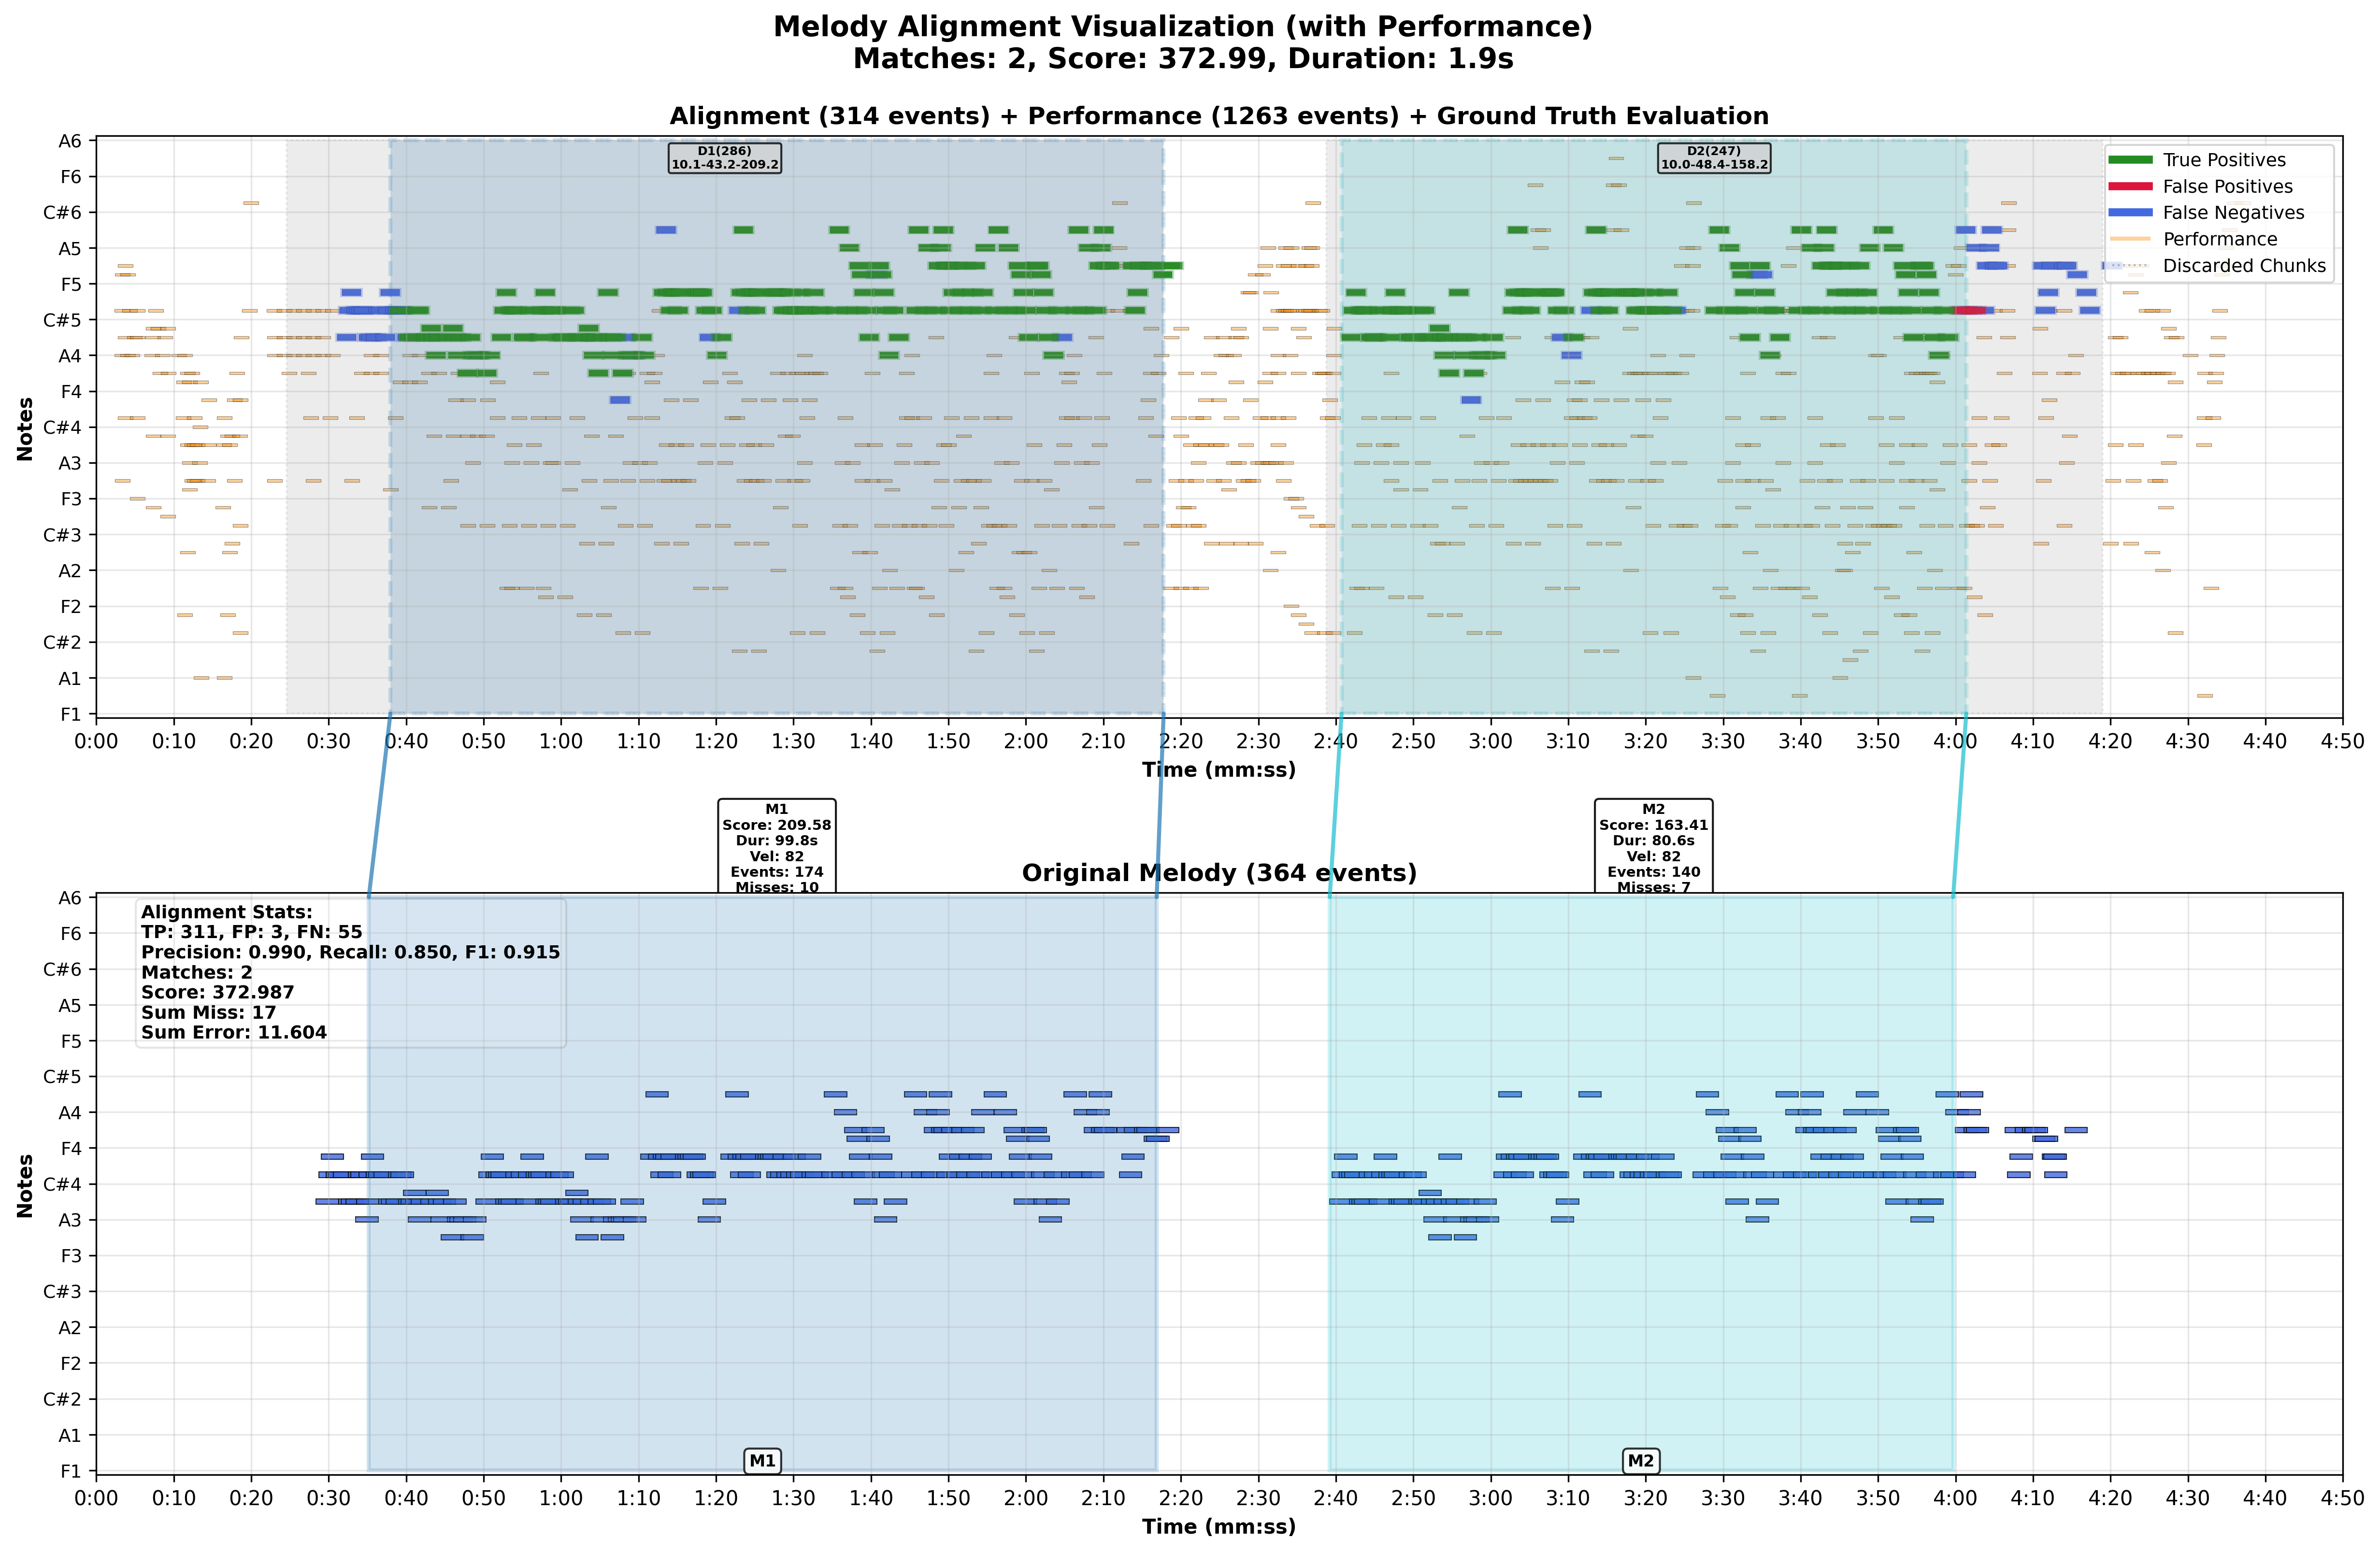 Melody Alignment Visualization (with Performance)
Matches: 2, Score: 372.99, Duration: 1.9s
Alignment (314 events) + Performance (1263 events) + Ground Truth Evaluation
Notes
A6
F6
C#6
A5
F5
C#5
A4
F4
C#4
A3
F3
C#3
A2
F2
C#2
A1
F1
D1(286)
10.1-43.2-209.2
D2(247)
10.0-48.4-158.2
True Positives
False Positives
False Negatives
Performance
Discarded Chunks
0:00 0:10 0:20 0:30 0:40 0:50 1:00 1:10 1:20 1:30 1:40 1:50 2:00 2:10 2:20 2:30 2:40 2:50 3:00 3:10 3:20 3:30 3:40 3:50 4:00 4:10 4:20 4:30 4:40 4:50
Time (mm:ss)
M1
Score: 209.58
Dur: 99.8s
Vel: 82
Events: 174
Misses: 10
M2
Score: 163.41
Dur: 80.6s
Vel: 82
Events: 140
Misses: 7
Original Melody (364 events)
Notes
A6
F6
C#6
A5
F5
C#5
A4
F4
C#4
A3
F3
C#3
A2
F2
C#2
A1
F1
Alignment Stats:
TP: 311, FP: 3, FN: 55
Precision: 0.990, Recall: 0.850, F1: 0.915
Matches: 2
Score: 372.987
Sum Miss: 17
Sum Error: 11.604
M1
M2
0:00 0:10 0:20 0:30 0:40 0:50 1:00 1:10 1:20 1:30 1:40 1:50 2:00 2:10 2:20 2:30 2:40 2:50 3:00 3:10 3:20 3:30 3:40 3:50 4:00 4:10 4:20 4:30 4:40 4:50
Time (mm:ss)